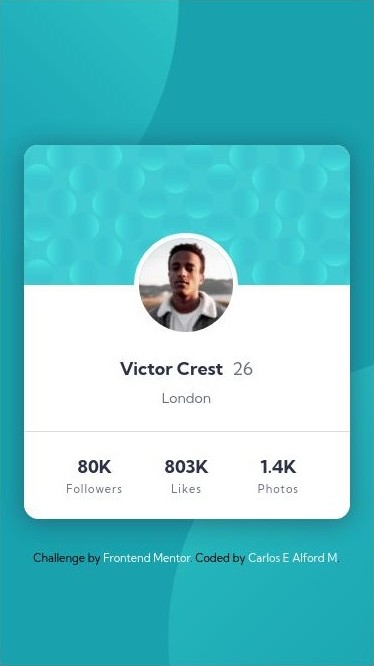 Victor Crest 26
London
80K 803K 1.4K
Followers Likes Photos
Challenge by Frontend Mentor. Coded by Carlos E Alford M.